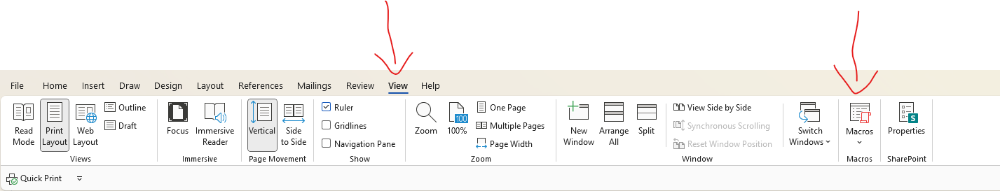 File Home Insert Draw Design Layout References Mailings Review View Help
Read Mode
Print Layout
Web Layout
Outline
Draft
Views
Focus
Immersive Reader
Immersive
Vertical
Side to Side
Page Movement
Ruler
Gridlines
Navigation Pane
Show
Zoom
100
100%
One Page
Multiple Pages
Page Width
Zoom
New Window
Arrange All
Split
View Side by Side
Synchronous Scrolling
Reset Window Position
Switch Windows
Window
Macros
Macros
S
Properties
SharePoint
Quick Print